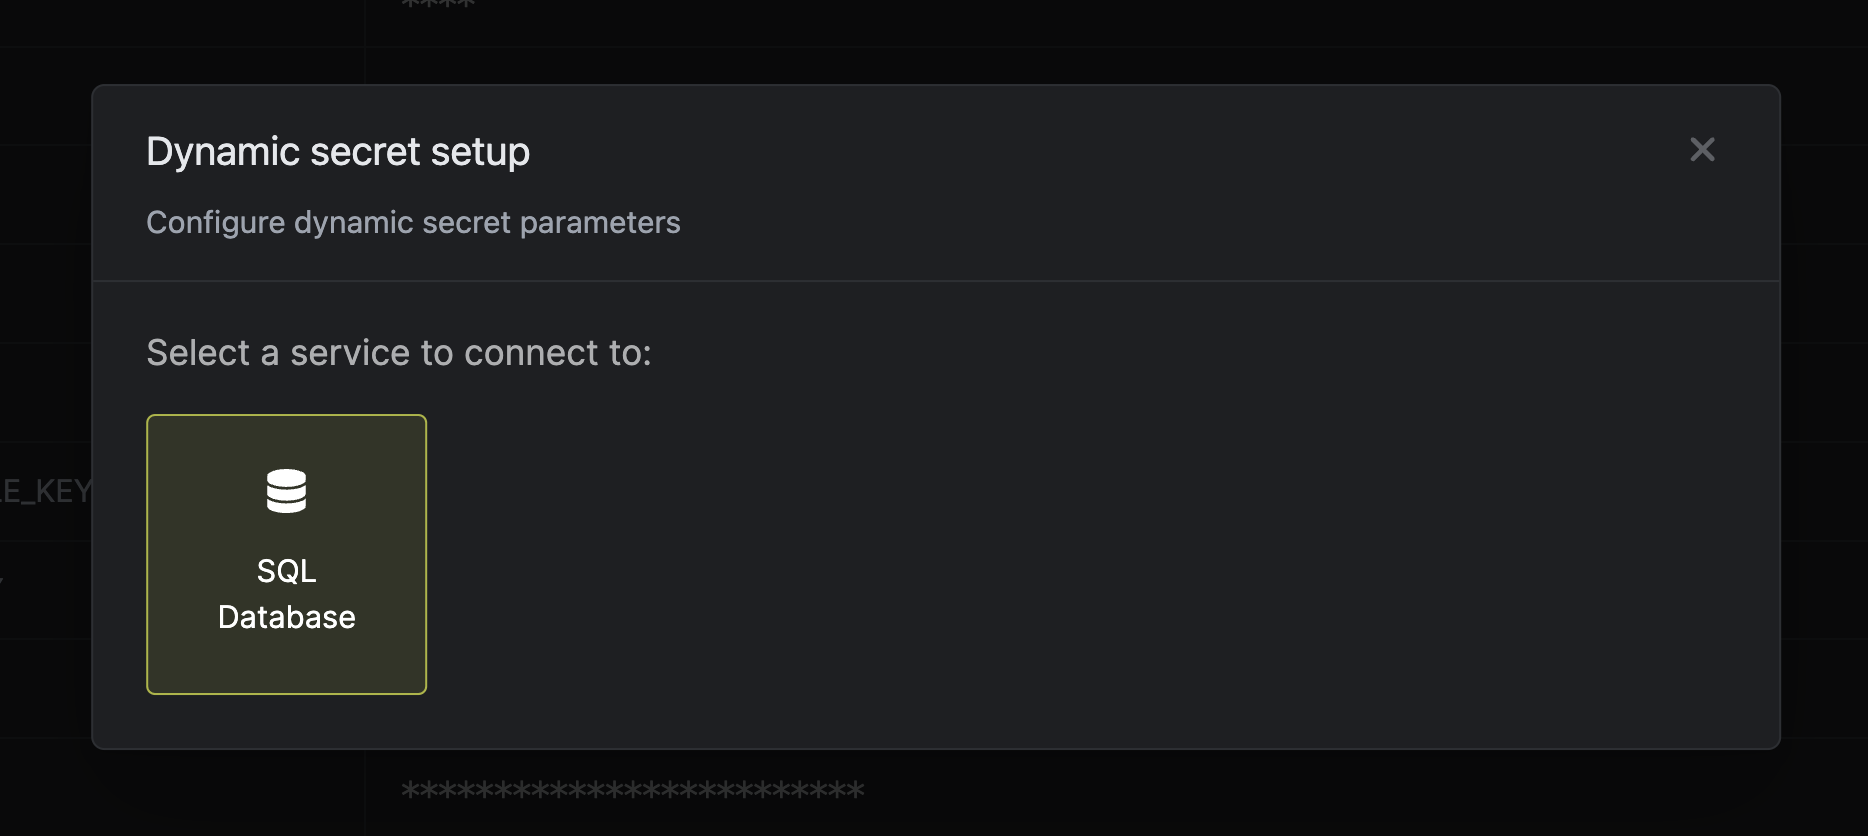 ****
Dynamic secret setup
Configure dynamic secret parameters
Select a service to connect to:
E_KEY
SQL
Database
*************************